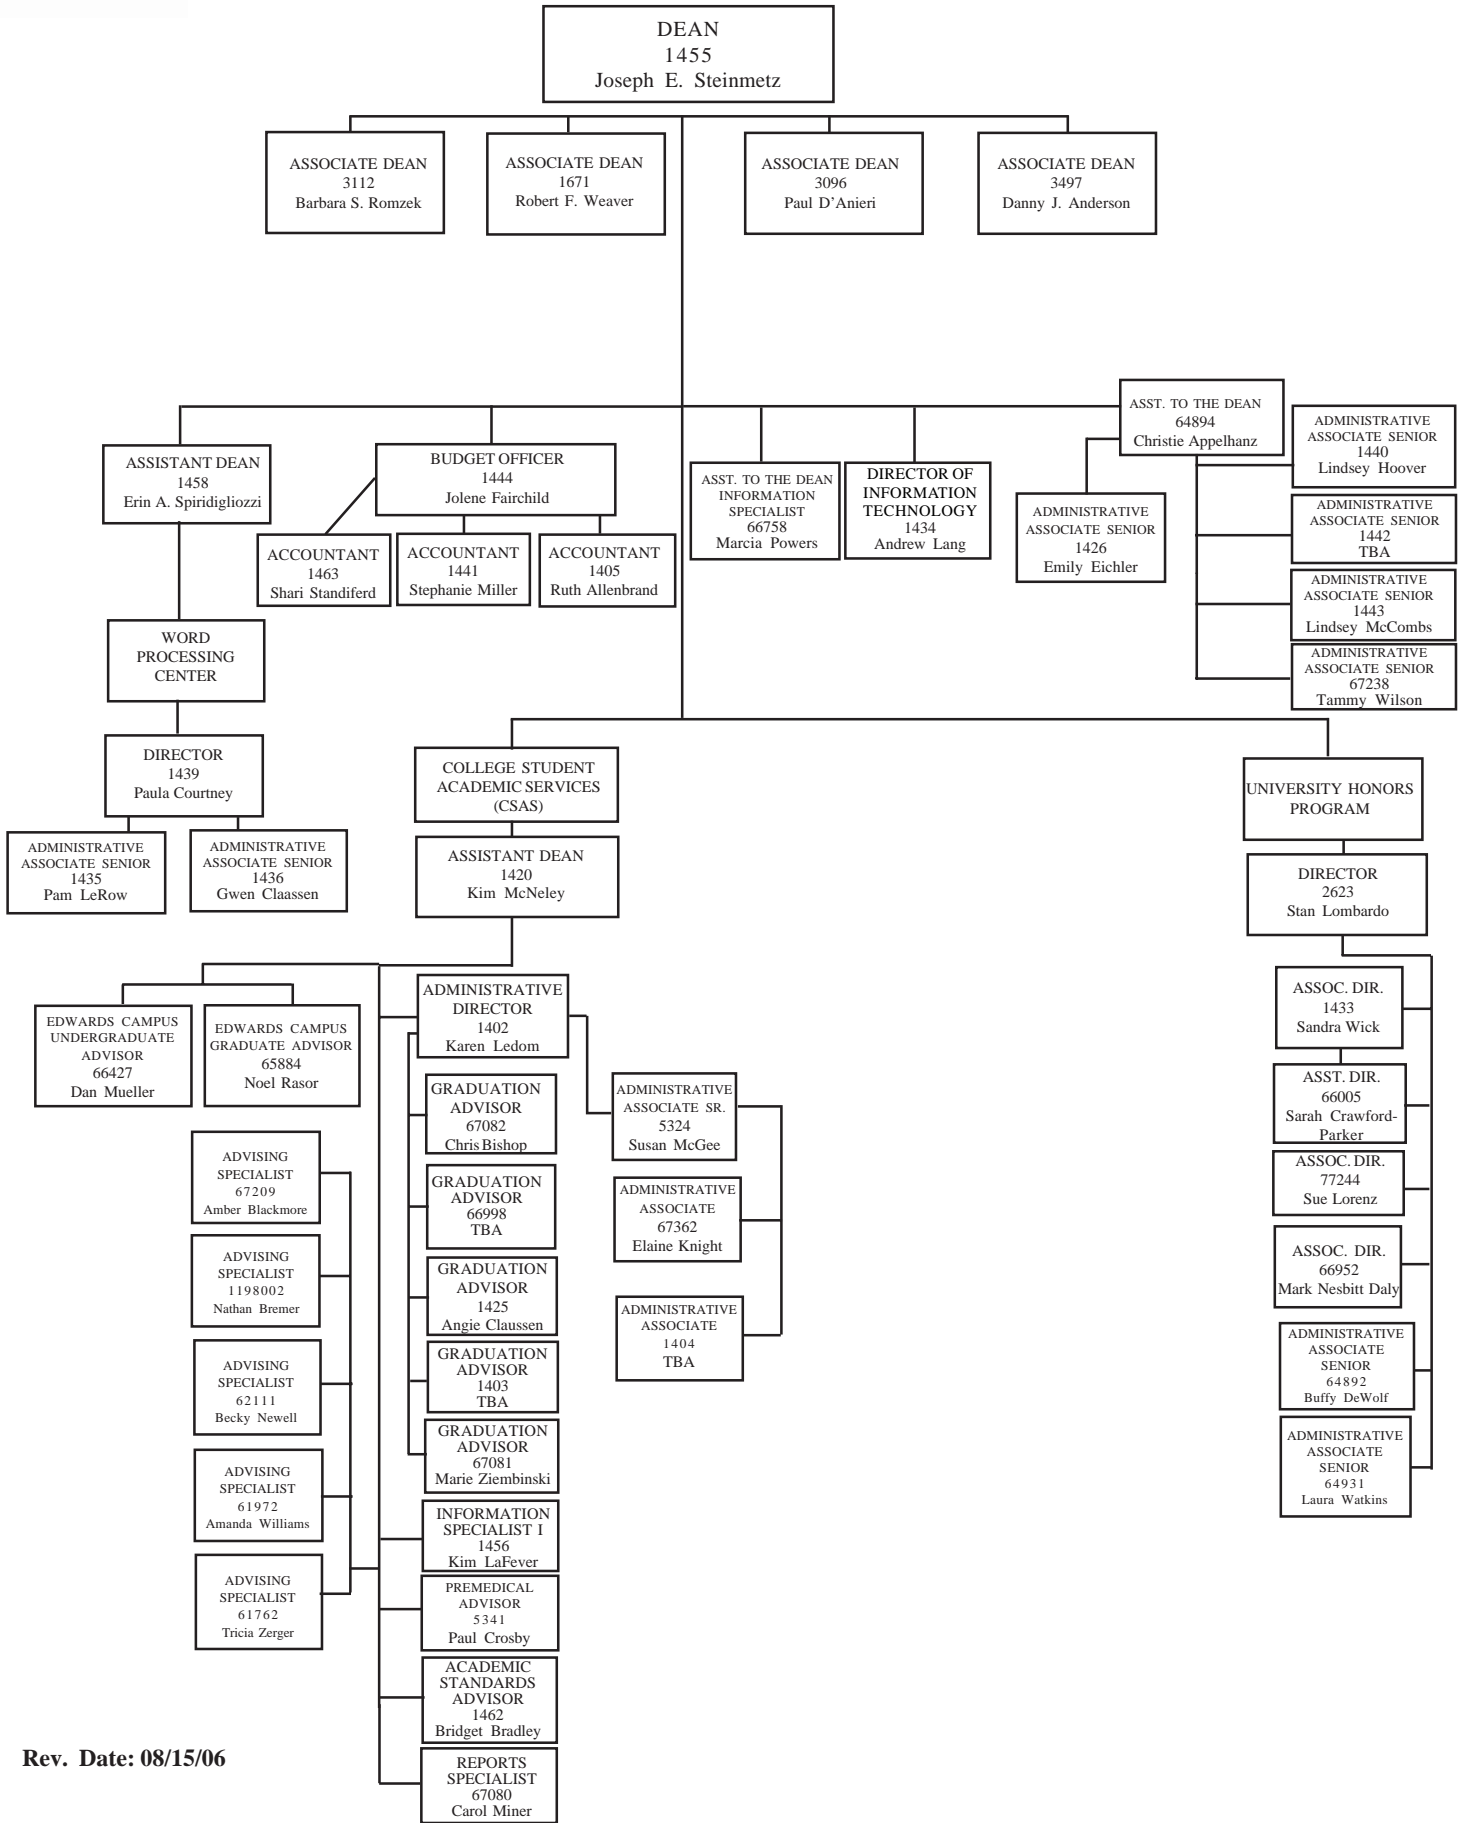 DEAN
1455
Joseph E. Steinmetz
ASSOCIATE DEAN
3112
Barbara S. Romzek
ASSOCIATE DEAN
1671
Robert F. Weaver
ASSOCIATE DEAN
3096
Paul D’Anieri
ASSOCIATE DEAN
3497
Danny J. Anderson
ASSISTANT DEAN
1458
Erin A. Spiridigliozzi
BUDGET OFFICER
1444
Jolene Fairchild
ACCOUNTANT
1463
Shari Standiferd
ACCOUNTANT
1441
Stephanie Miller
ACCOUNTANT
1405
Ruth Allenbrand
ASST. TO THE DEAN
INFORMATION
SPECIALIST
66758
Marcia Powers
DIRECTOR OF
INFORMATION
TECHNOLOGY
1434
Andrew Lang
ASST. TO THE DEAN
64894
Christie Appelhanz
ADMINISTRATIVE
ASSOCIATE SENIOR
1426
Emily Eichler
ADMINISTRATIVE
ASSOCIATE SENIOR
1440
Lindsey Hoover
ADMINISTRATIVE
ASSOCIATE SENIOR
1442
TBA
ADMINISTRATIVE
ASSOCIATE SENIOR
1443
Lindsey McCombs
ADMINISTRATIVE
ASSOCIATE SENIOR
67238
Tammy Wilson
WORD
PROCESSING
CENTER
DIRECTOR
1439
Paula Courtney
ADMINISTRATIVE
ASSOCIATE SENIOR
1435
Pam LeRow
ADMINISTRATIVE
ASSOCIATE SENIOR
1436
Gwen Claassen
COLLEGE STUDENT
ACADEMIC SERVICES
(CSAS)
ASSISTANT DEAN
1420
Kim McNeley
EDWARDS CAMPUS
UNDERGRADUATE
ADVISOR
66427
Dan Mueller
EDWARDS CAMPUS
GRADUATE ADVISOR
65884
Noel Rasor
ADVISING
SPECIALIST
67209
Amber Blackmore
ADVISING
SPECIALIST
1198002
Nathan Bremer
ADVISING
SPECIALIST
62111
Becky Newell
ADVISING
SPECIALIST
61972
Amanda Williams
ADVISING
SPECIALIST
61762
Tricia Zerger
ADMINISTRATIVE
DIRECTOR
1402
Karen Ledom
GRADUATION
ADVISOR
67082
Chris Bishop
GRADUATION
ADVISOR
66998
TBA
GRADUATION
ADVISOR
1425
Angie Claussen
GRADUATION
ADVISOR
1403
TBA
GRADUATION
ADVISOR
67081
Marie Ziembinski
INFORMATION
SPECIALIST I
1456
Kim LaFever
PREMEDICAL
ADVISOR
5341
Paul Crosby
ACADEMIC
STANDARDS
ADVISOR
1462
Bridget Bradley
REPORTS
SPECIALIST
67080
Carol Miner
ADMINISTRATIVE
ASSOCIATE SR.
5324
Susan McGee
ADMINISTRATIVE
ASSOCIATE
67362
Elaine Knight
ADMINISTRATIVE
ASSOCIATE
1404
TBA
UNIVERSITY HONORS
PROGRAM
DIRECTOR
2623
Stan Lombardo
ASSOC. DIR.
1433
Sandra Wick
ASST. DIR.
66005
Sarah Crawford-
Parker
ASSOC. DIR.
77244
Sue Lorenz
ASSOC. DIR.
66952
Mark Nesbitt Daly
ADMINISTRATIVE
ASSOCIATE
SENIOR
64892
Buffy DeWolf
ADMINISTRATIVE
ASSOCIATE
SENIOR
64931
Laura Watkins
Rev. Date: 08/15/06